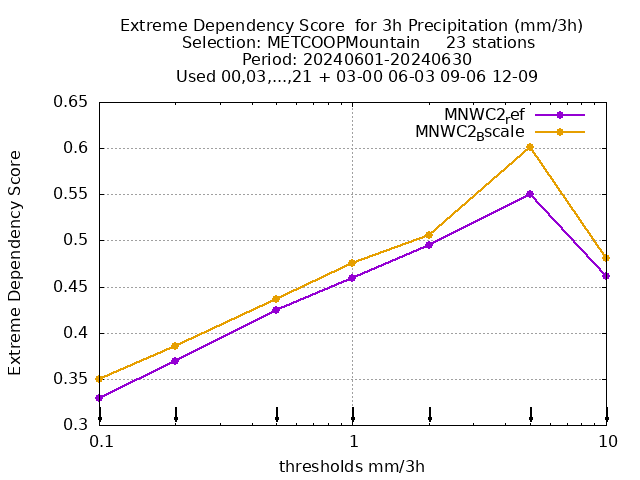 Extreme Dependency Score  for 3h Precipitation (mm/3h)
Selection: METCOOPMountain     23 stations
Period: 20240601-20240630
Used 00,03,...,21 + 03-00 06-03 09-06 12-09
MNWC2ref
MNWC2Bscale
0.65
0.6
0.55
0.5
0.45
0.4
0.35
0.3
Extreme Dependency Score
0.1 1 10
thresholds mm/3h